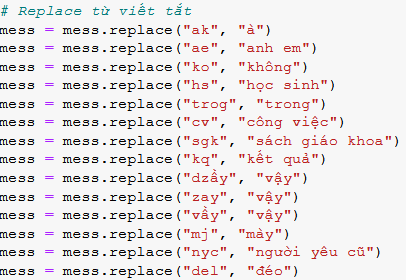 # Replace từ viết tắt
mess = mess.replace("ak", "à")
mess = mess.replace("ae", "anh em")
mess = mess.replace("ko", "không")
mess = mess.replace("hs", "học sinh")
mess = mess.replace("trog", "trong")
mess = mess.replace("cv", "công việc")
mess = mess.replace("sgk", "sách giáo khoa")
mess = mess.replace("kq", "kết quả")
mess = mess.replace("dzầy", "vậy")
mess = mess.replace("zay", "vậy")
mess = mess.replace("vầy", "vậy")
mess = mess.replace("mj", "mày")
mess = mess.replace("nyc", "người yêu cũ")
mess = mess.replace("del", "đéo")